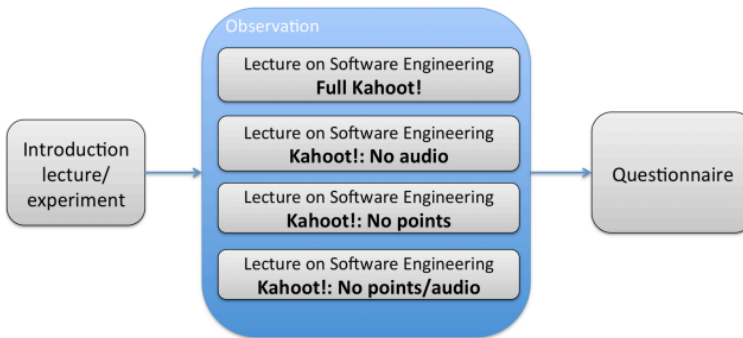 Observation
Lecture on Software Engineering
Full Kahoot!
Lecture on Software Engineering
Kahoot!: No audio
Introduction
lecture/
experiment
Questionnaire
Lecture on Software Engineering
Kahoot!: No points
Lecture on Software Engineering
Kahoot!: No points/audio